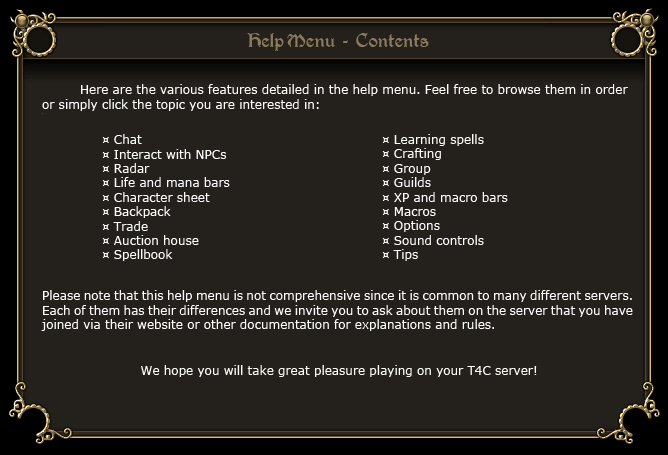 Help Menu - Contents
Here are the various features detailed in the help menu. Feel free to browse them in order
or simply click the topic you are interested in:
¤ Chat
¤ Interact with NPCs
¤ Radar
¤ Life and mana bars
¤ Character sheet
¤ Backpack
¤ Trade
¤ Auction house
¤ Spellbook
¤ Learning spells
¤ Crafting
¤ Group
¤ Guilds
¤ XP and macro bars
¤ Macros
¤ Options
¤ Sound controls
¤ Tips
Please note that this help menu is not comprehensive since it is common to many different servers.
Each of them has their differences and we invite you to ask about them on the server that you have
joined via their website or other documentation for explanations and rules.
We hope you will take great pleasure playing on your T4C server!